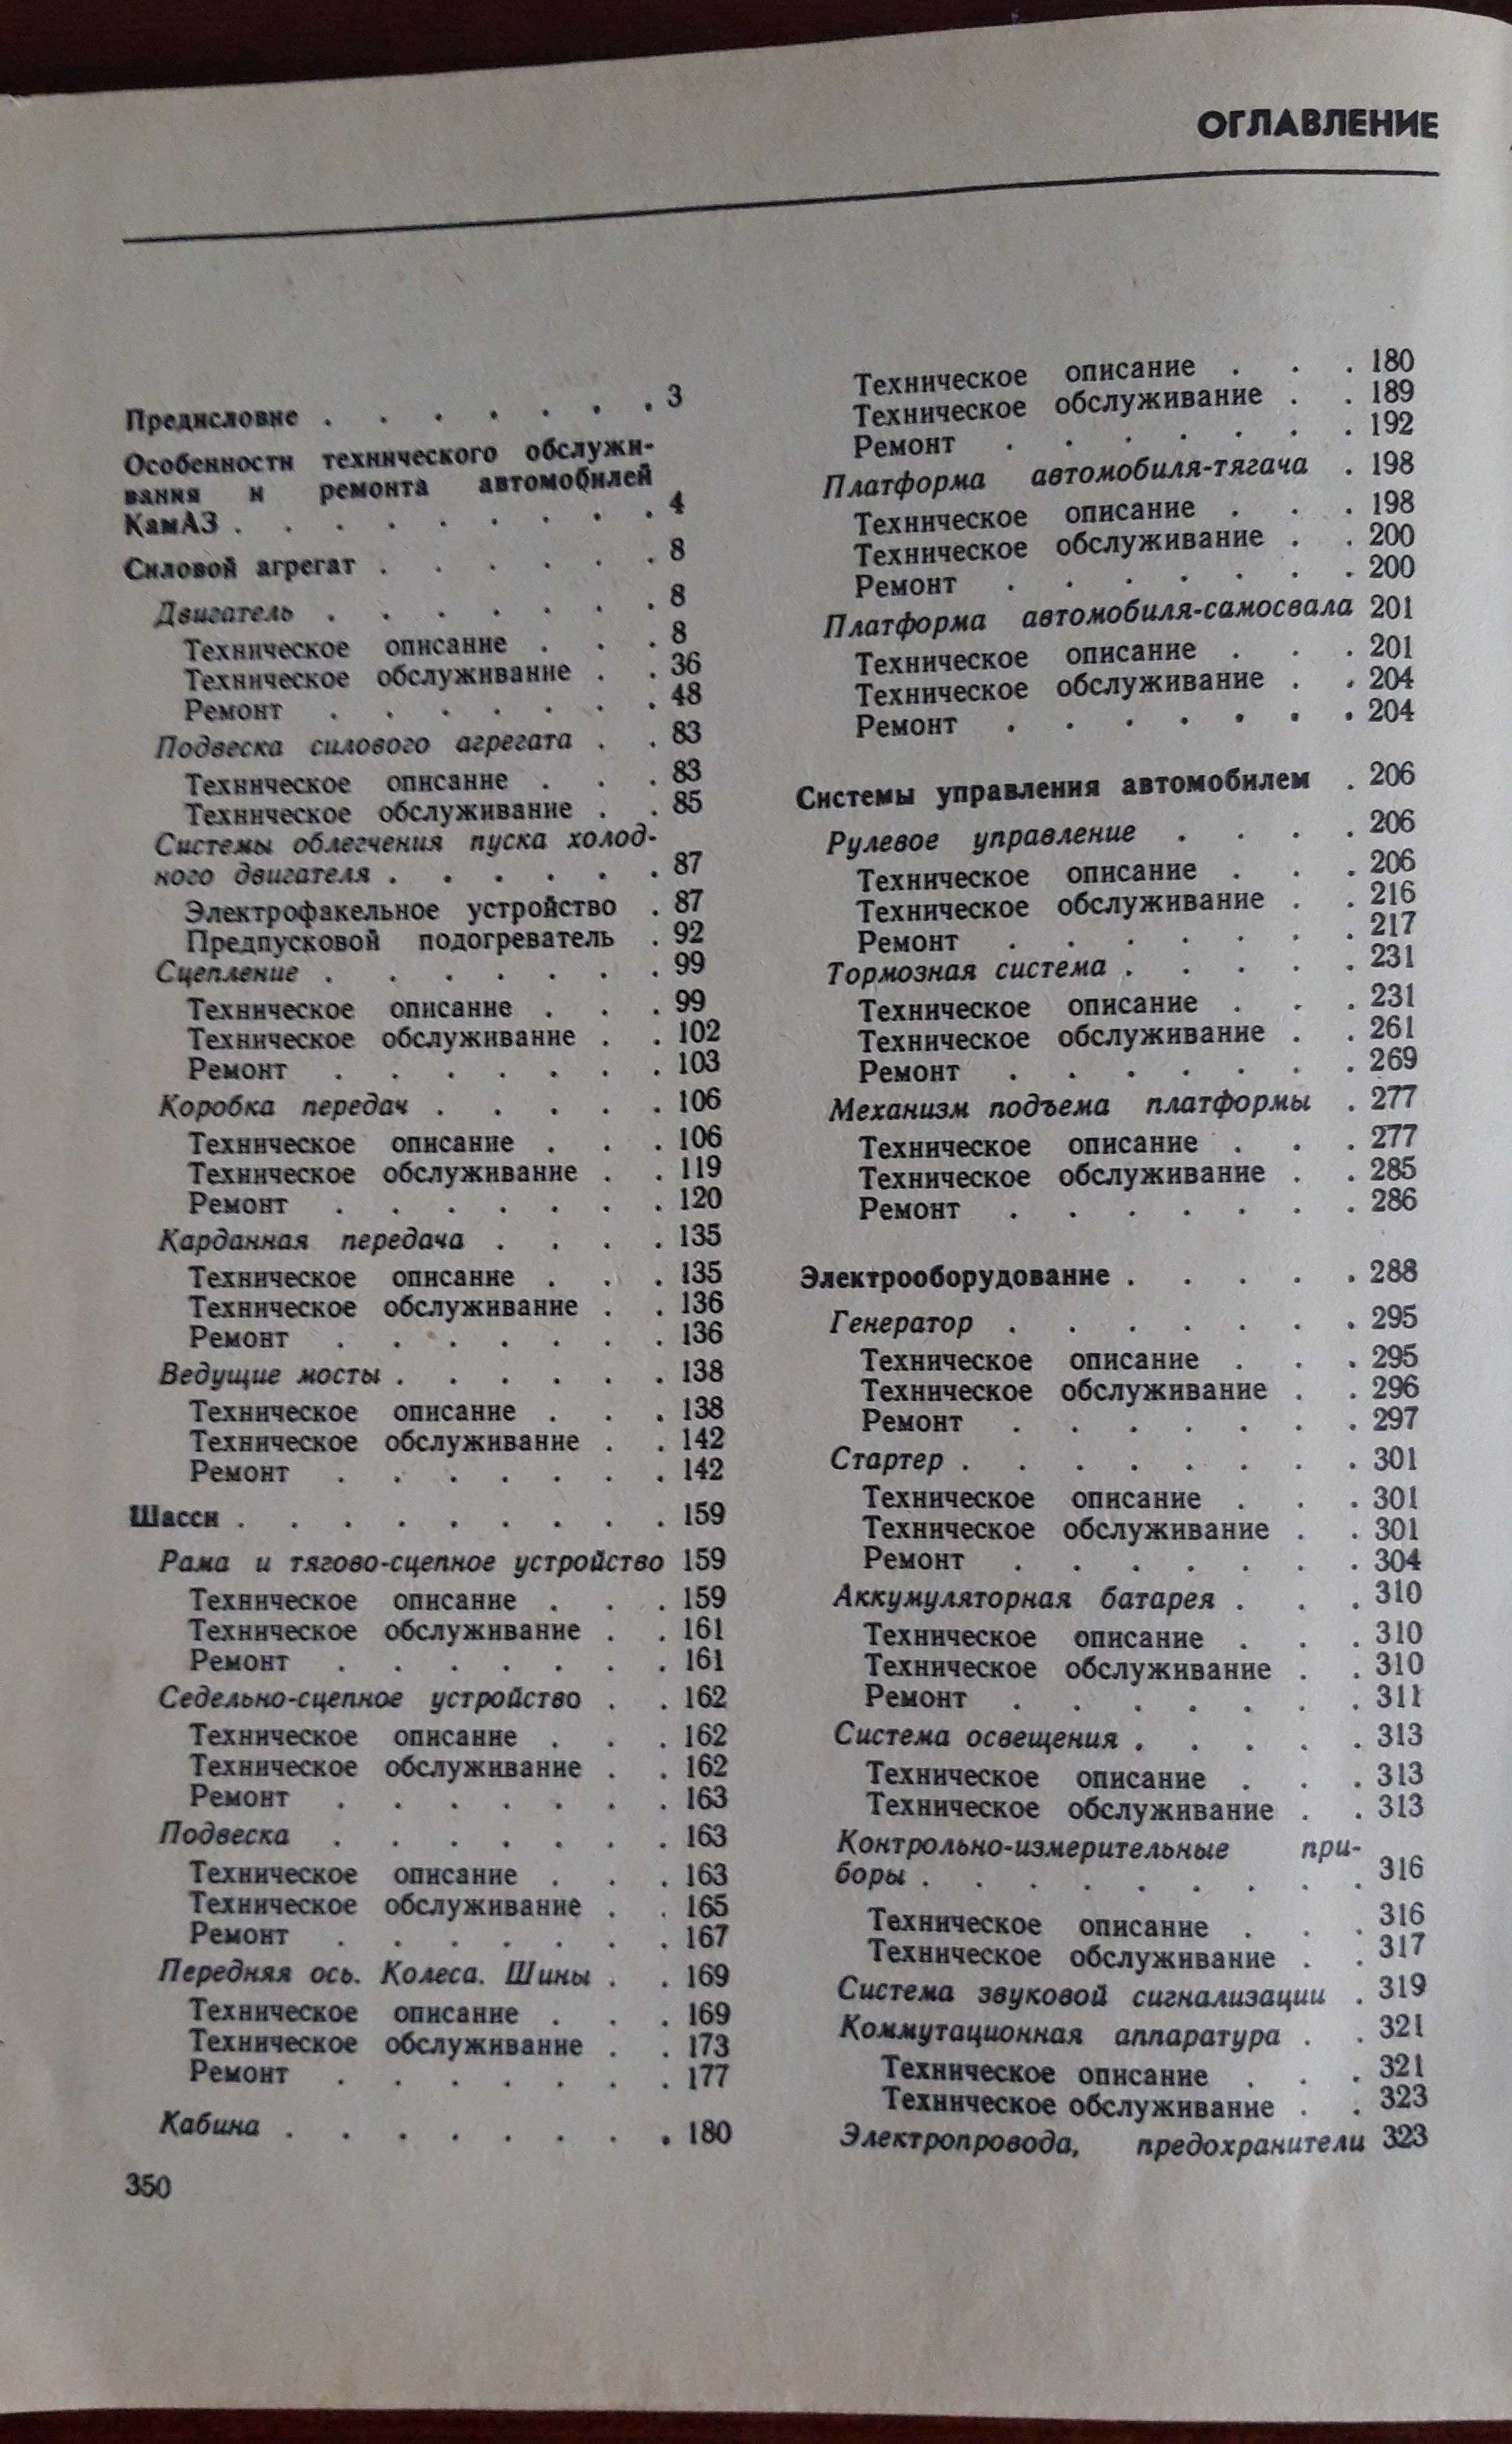 ОГЛАВЛЕНИЕ
Предисловие . . . . . . . 3
Особенности технического обслужи-
вания и ремонта автомобилей
КамАЗ . . . . . . . . . 4
Силовой агрегат . . . . . . 8
Двигатель . . . . . . . 8
Техническое описание . . . 8
Техническое обслуживание . . 36
Ремонт . . . . . . . 48
Подвеска силового агрегата . . 83
Техническое описание . . . 83
Техническое обслуживание . . 85
Системы облегчения пуска холод-
ного двигателя . . . . . . 87
Электрофакельное устройство . 87
Предпусковой подогреватель . 92
Сцепление . . . . . . . 99
Техническое описание . . . 99
Техническое обслуживание . . 102
Ремонт . . . . . . . 103
Коробка передач . . . . . 106
Техническое описание . . . 106
Техническое обслуживание . . 119
Ремонт . . . . . . . 120
Карданная передача . . . . 135
Техническое описание . . . 135
Техническое обслуживание . . 136
Ремонт . . . . . . . 136
Ведущие мосты . . . . . . 138
Техническое описание . . . 138
Техническое обслуживание . . 142
Ремонт . . . . . . . 142
Шасси . . . . . . . . . 159
Рама и тягово-сцепное устройство 159
Техническое описание . . . 159
Техническое обслуживание . . 161
Ремонт . . . . . . . 161
Седельно-сцепное устройство . . 162
Техническое описание . . . 162
Техническое обслуживание . . 162
Ремонт . . . . . . . 163
Подвеска . . . . . . . 163
Техническое описание . . . 163
Техническое обслуживание . . 165
Ремонт . . . . . . . 167
Передняя ось. Колеса. Шины . . 169
Техническое описание . . . 169
Техническое обслуживание . . 173
Ремонт . . . . . . . 177
Кабина . . . . . . . . 180
350
Техническое описание . . . 180
Техническое обслуживание . . 189
Ремонт . . . . . . . 192
Платформа автомобиля-тягача . 198
Техническое описание . . . 198
Техническое обслуживание . . 200
Ремонт . . . . . . . 200
Платформа автомобиля-самосвала 201
Техническое описание . . . 201
Техническое обслуживание . . 204
Ремонт . . . . . . . 204
Системы управления автомобилем . 206
Рулевое управление . . . . 206
Техническое описание . . . 206
Техническое обслуживание . . 216
Ремонт . . . . . . . 217
Тормозная система . . . . . 231
Техническое описание . . . 231
Техническое обслуживание . . 261
Ремонт . . . . . . . 269
Механизм подъема платформы . 277
Техническое описание . . . 277
Техническое обслуживание . . 285
Ремонт . . . . . . . 286
Электрооборудование . . . . . 288
Генератор . . . . . . . 295
Техническое описание . . . 295
Техническое обслуживание . . 296
Ремонт . . . . . . . 297
Стартер . . . . . . . . 301
Техническое описание . . . 301
Техническое обслуживание . . 301
Ремонт . . . . . . . 304
Аккумуляторная батарея . . . 310
Техническое описание . . . 310
Техническое обслуживание . . 310
Ремонт . . . . . . . 311
Система освещения . . . . . 313
Техническое описание . . . 313
Техническое обслуживание . . 313
Контрольно-измерительные при-
боры . . . . . . . . . 316
Техническое описание . . . 316
Техническое обслуживание . . 317
Система звуковой сигнализации . 319
Коммутационная аппаратура . . 321
Техническое описание . . . 321
Техническое обслуживание . . 323
Электропровода, предохранители 323